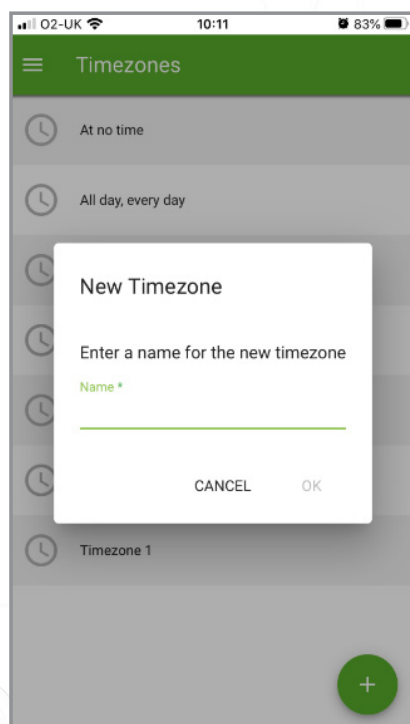 O2-UK 10:11 83%
Timezones
At no time
All day, every day
New Timezone
Enter a name for the new timezone
Name *
CANCEL OK
Timezone 1
+